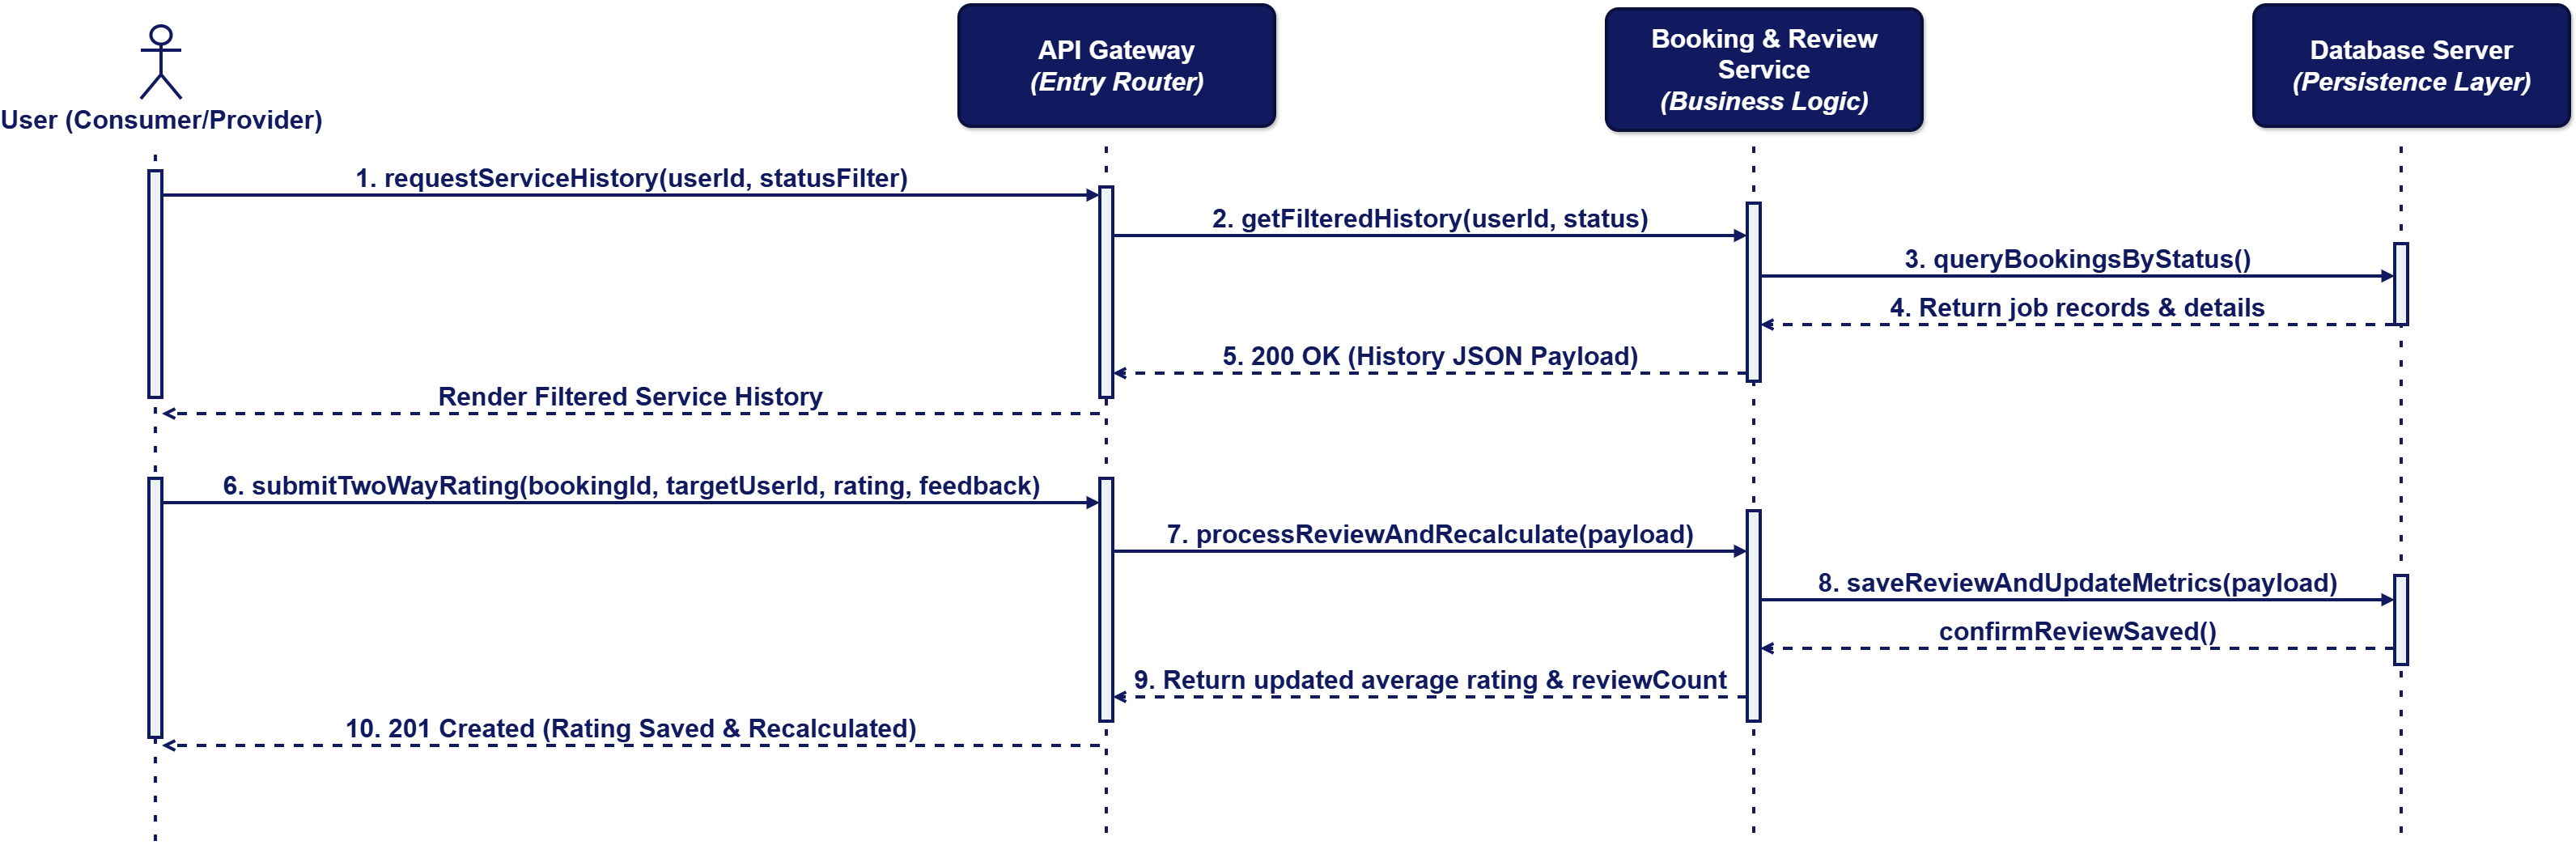 User (Consumer/Provider)
API Gateway
(Entry Router)
Booking & Review
Service
(Business Logic)
Database Server
(Persistence Layer)
1. requestServiceHistory(userId, statusFilter)
2. getFilteredHistory(userId, status)
3. queryBookingsByStatus()
4. Return job records & details
5. 200 OK (History JSON Payload)
Render Filtered Service History
6. submitTwoWayRating(bookingId, targetUserId, rating, feedback)
7. processReviewAndRecalculate(payload)
8. saveReviewAndUpdateMetrics(payload)
confirmReviewSaved()
9. Return updated average rating & reviewCount
10. 201 Created (Rating Saved & Recalculated)